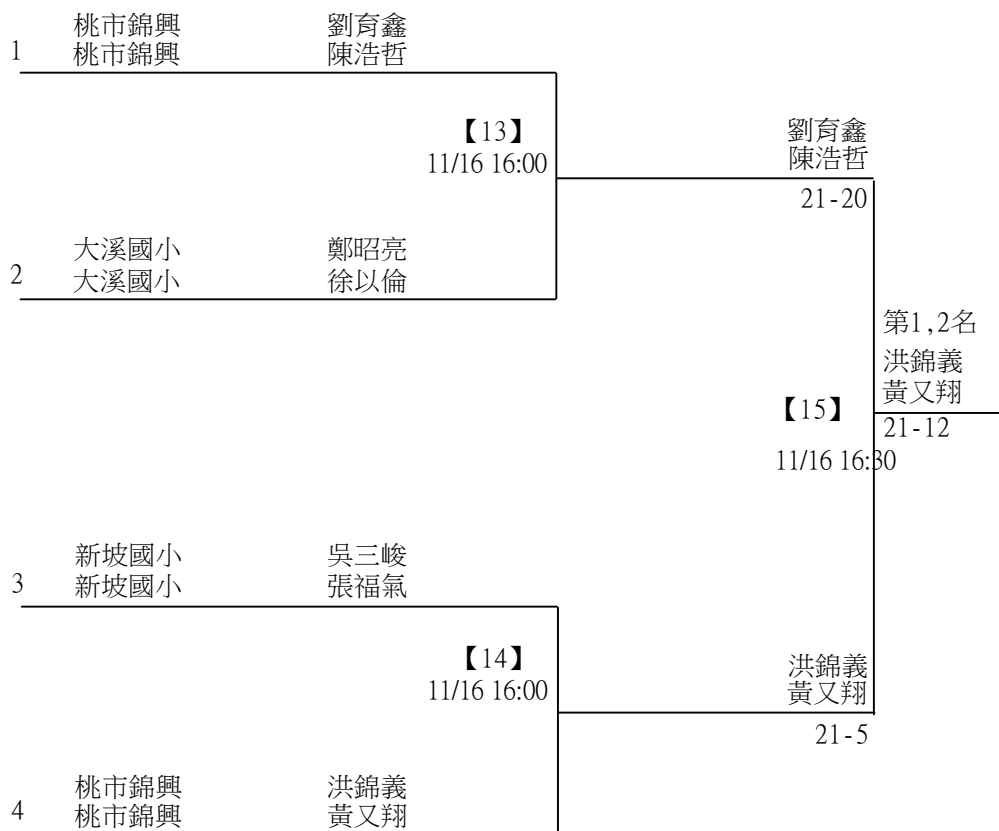 1 桃市錦興 劉育鑫
桃市錦興 陳浩哲
【13】
11/16 16:00
劉育鑫
陳浩哲
21-20
2 大溪國小 鄭昭亮
大溪國小 徐以倫
第1,2名
洪錦義
黃又翔
【15】
21-12
11/16 16:30
3 新坡國小 吳三峻
新坡國小 張福氣
【14】
11/16 16:00
洪錦義
黃又翔
21-5
4 桃市錦興 洪錦義
桃市錦興 黃又翔